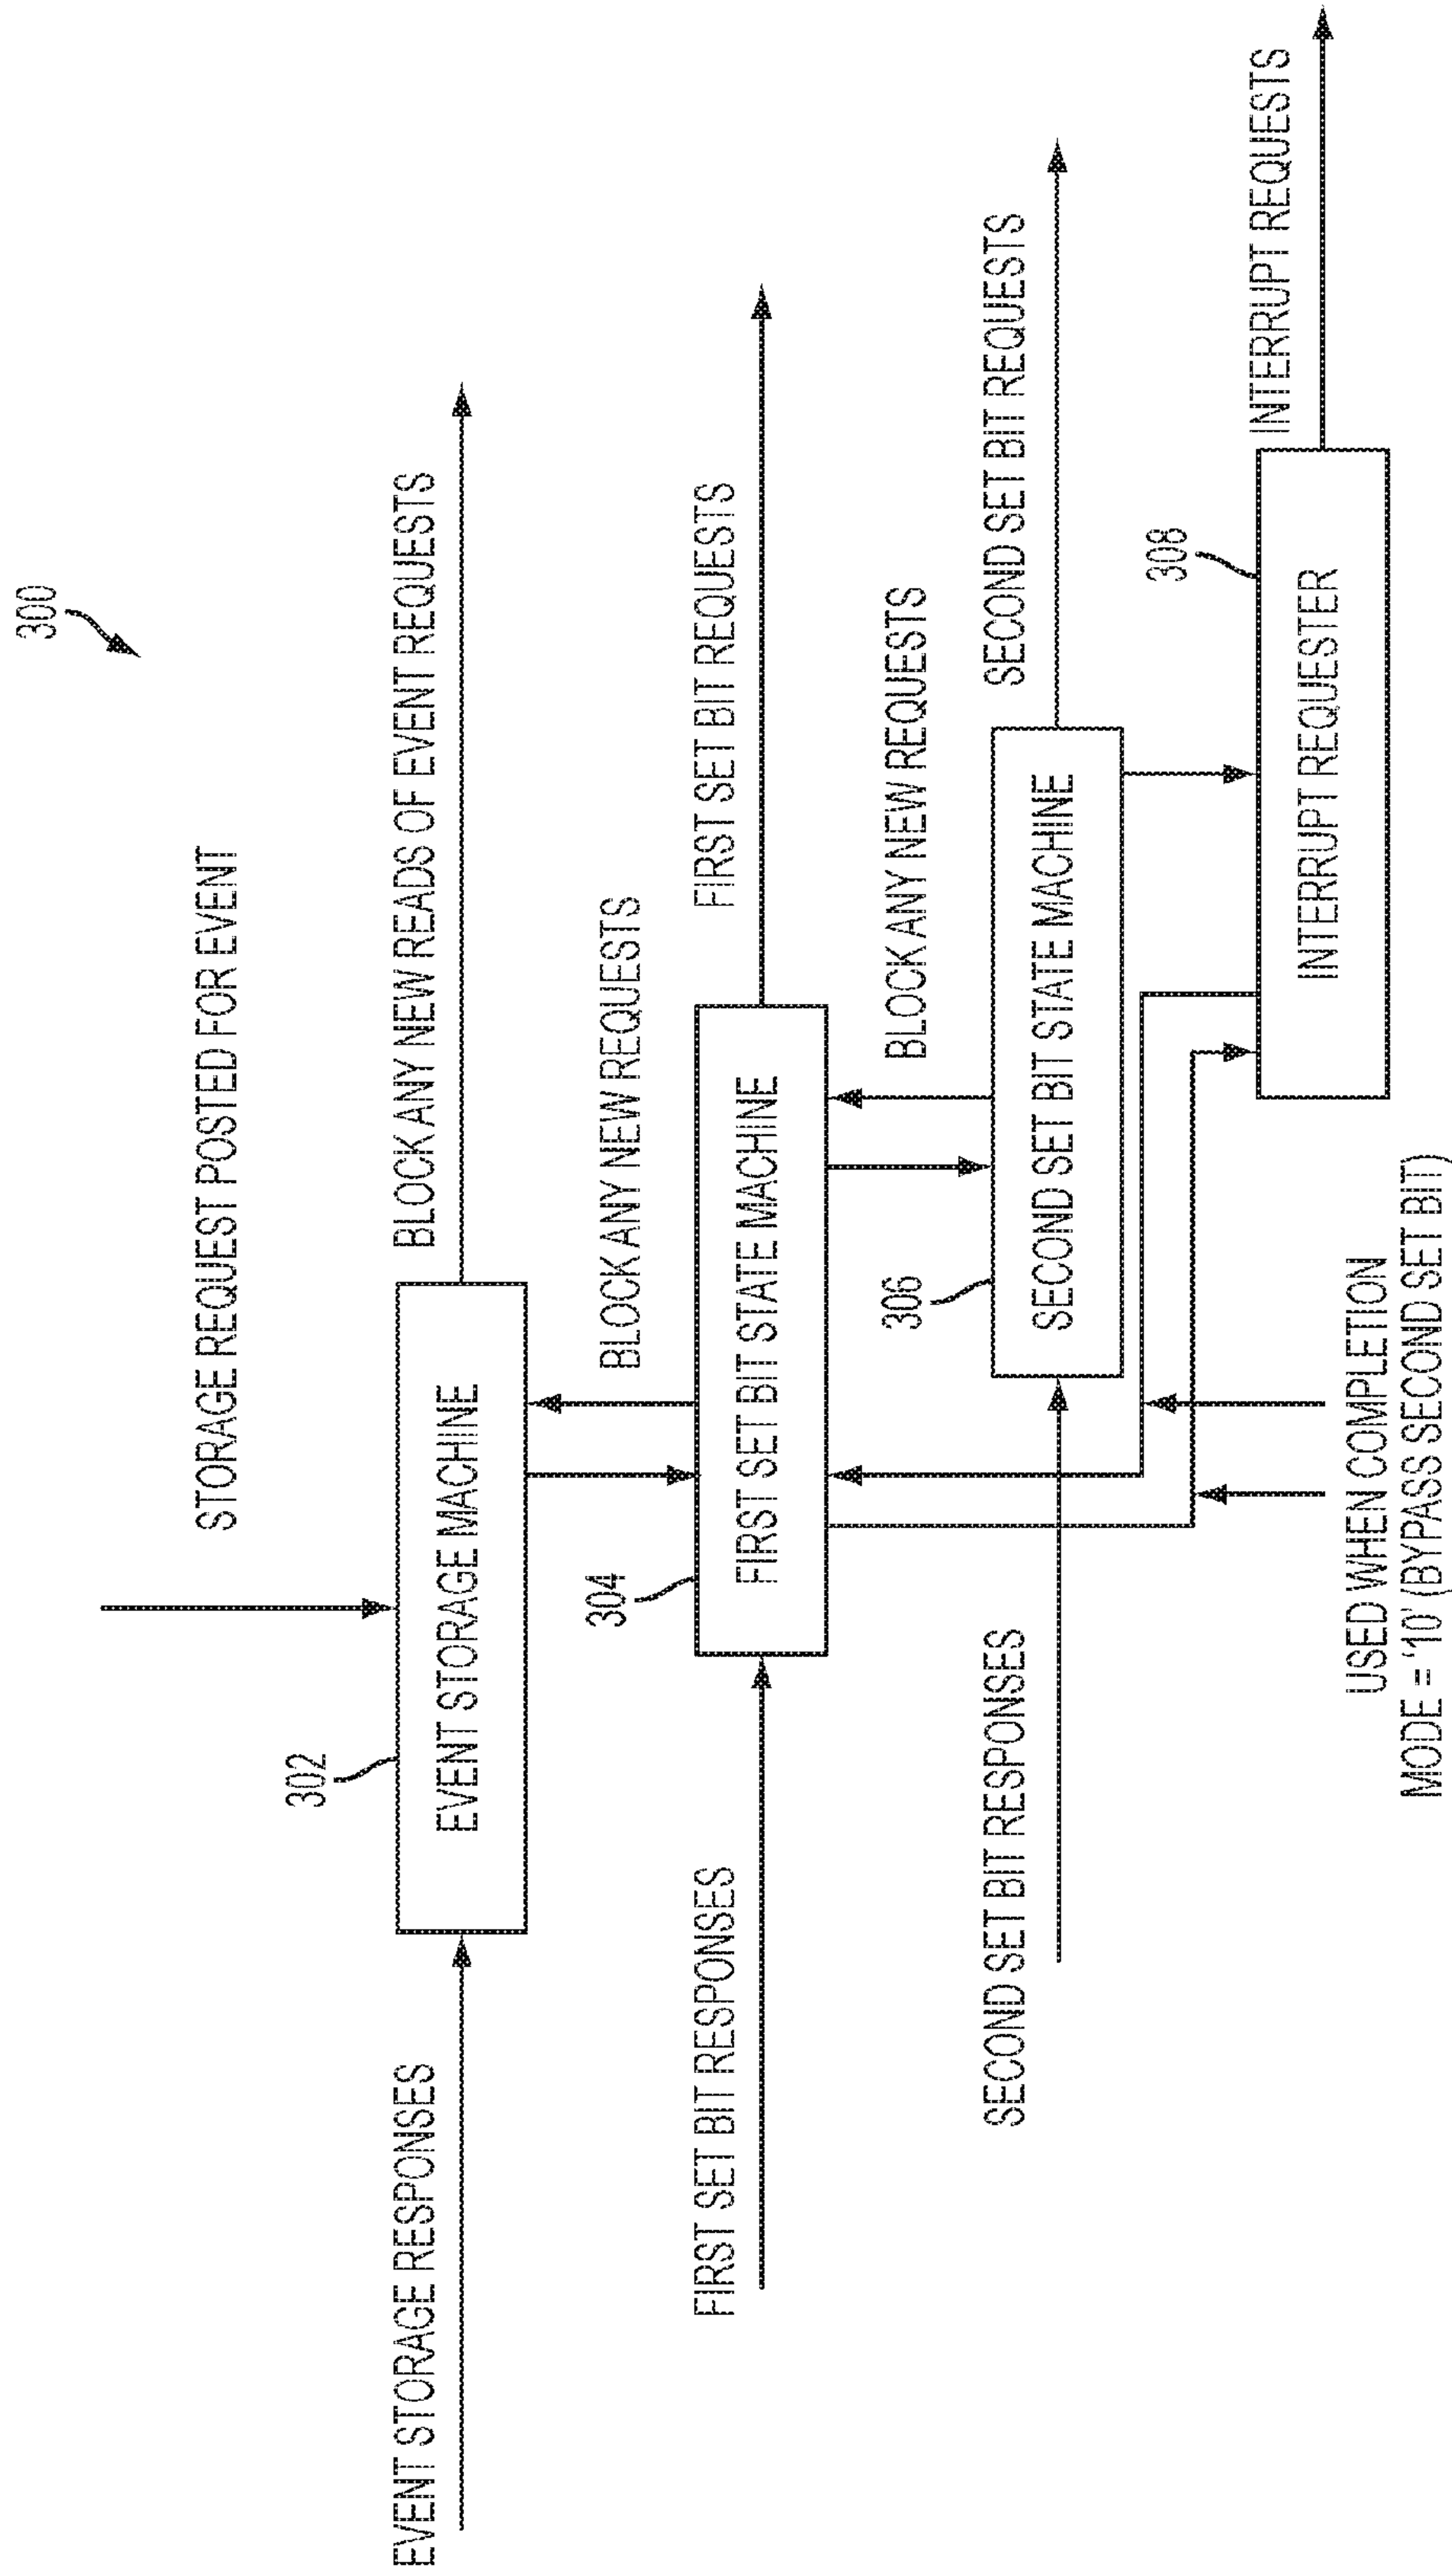 300
STORAGE REQUEST POSTED FOR EVENT
EVENT STORAGE RESPONSES
302
EVENT STORAGE MACHINE
BLOCK ANY NEW READS OF EVENT REQUESTS
BLOCK ANY NEW REQUESTS
FIRST SET BIT RESPONSES
304
FIRST SET BIT STATE MACHINE
FIRST SET BIT REQUESTS
BLOCK ANY NEW REQUESTS
SECOND SET BIT RESPONSES
306
SECOND SET BIT STATE MACHINE
SECOND SET BIT REQUESTS
308
INTERRUPT REQUESTER
INTERRUPT REQUESTS
USED WHEN COMPLETION
MODE = '10' (BYPASS SECOND SET BIT)